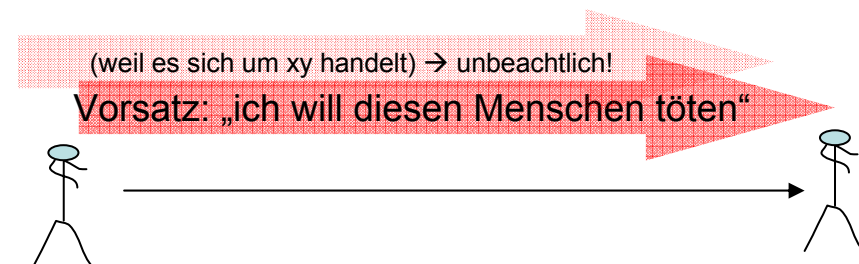 (weil es sich um xy handelt) → unbeachtlich!
Vorsatz: „ich will diesen Menschen töten“